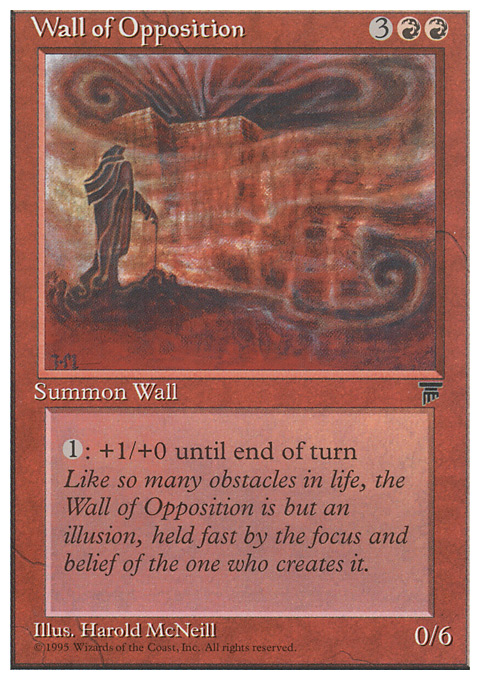 Wall of Opposition 3
Summon Wall
1: +1/+0 until end of turn
Like so many obstacles in life, the
Wall of Opposition is but an
illusion, held fast by the focus and
belief of the one who creates it.
Illus. Harold McNeill
©1995 Wizards of the Coast, Inc. All rights reserved.
0/6